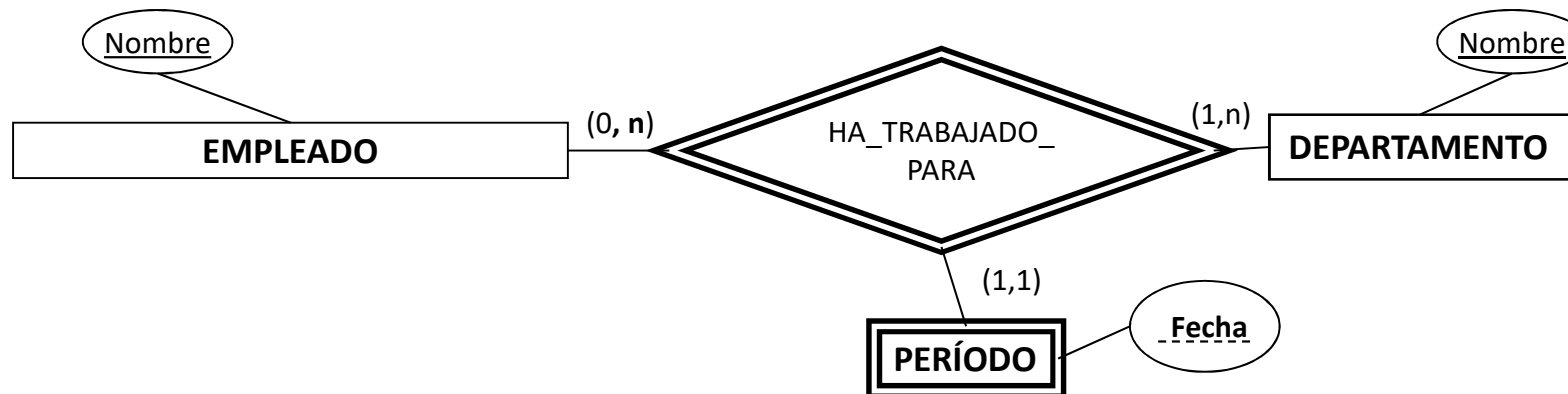 Nombre
Nombre
(0, n)
HA_TRABAJADO_
PARA
(1,n)
EMPLEADO
DEPARTAMENTO
(1,1)
Fecha
PERÍODO